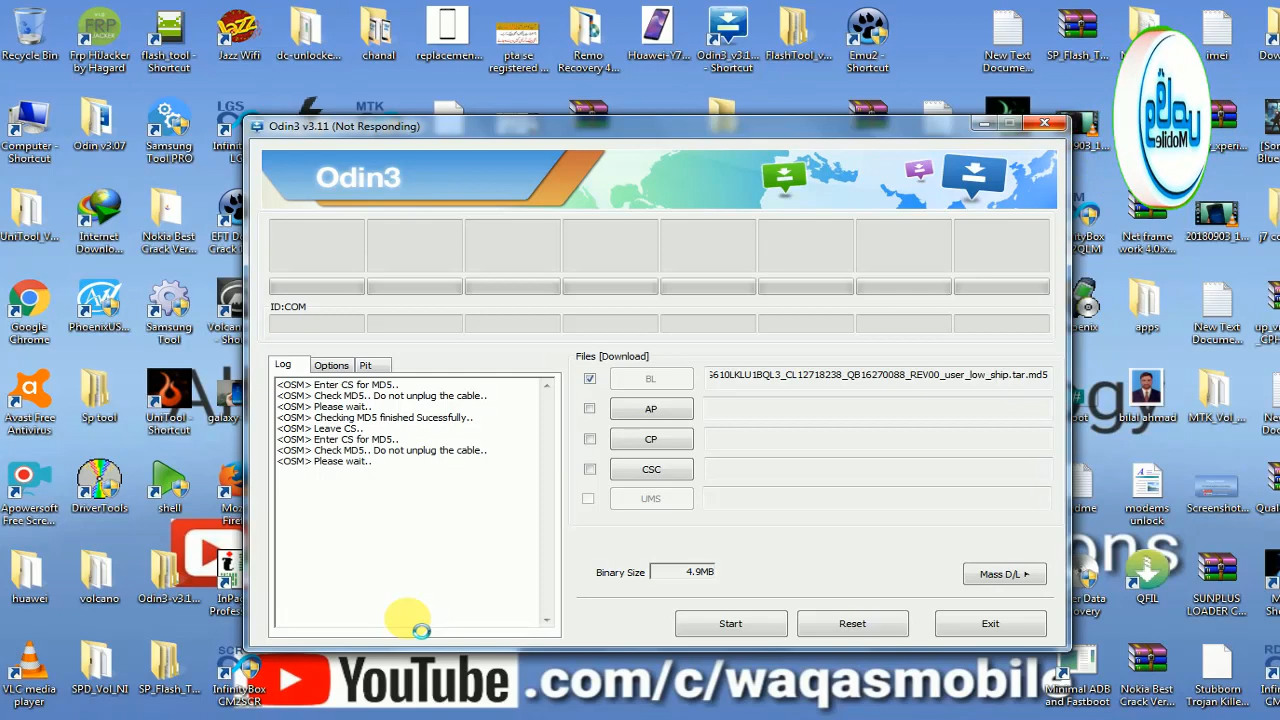 Recycle Bin
Frp HiJacker
by Hagard
flash_tool -
Shortcut
Jazz Wifi
dc-unlocke...
chanal
replacemen...
pta se
registered ...
Remo
Recovery 4...
Huawei-Y7...
Odin3_v3.1...
- Shortcut
FlashTool_v...
Emu2 -
Shortcut
New Text
Docume...
SP_Flash_T...
imei
Computer -
Shortcut
Odin v3.07
Samsung
Tool PRO
LGS
MTK
Odin3 v3.11 (Not Responding)
Odin3
UniTool_V...
Internet
Downlo...
Nokia Best
Crack Ver...
EFT D...
Net frame
work 4.0.x...
20180903_1...
j7 co...
ID:COM
Google
Chrome
PhoenixUS...
Samsung
Tool
apps
New Text
Docume...
Log
Options
Pit
Files [Download]
<OSM> Enter CS for MD5..
<OSM> Check MD5.. Do not unplug the cable..
<OSM> Please wait..
<OSM> Checking MD5 finished Sucessfully..
<OSM> Leave CS..
<OSM> Enter CS for MD5..
<OSM> Check MD5.. Do not unplug the cable..
<OSM> Please wait..
BL
610LKLU1BQL3_CL12718238_QB16270088_REV00_user_low_ship.tar.md5
AP
CP
CSC
UMS
Binary Size
4.9MB
Mass D/L
Start
Reset
Exit
Avast Free
Antivirus
Sp tool
UniTool -
Shortcut
galaxy
bilal ahmad
MTK_Vol_...
Apowersoft
Free Scre...
DriverTools
shell
modems
unlock
Screenshot...
huawei
volcano
Odin3-v3.1...
QFIL
SUNPLUS
LOADER C...
VLC media
player
SPD_Vol_NI
SP_Flash_T...
InfinityBox
CM2SCR
YouTube
.com/c/waqasmobile
Minimal ADB
and Fastboot
Nokia Best
Crack Ver...
Stubborn
Trojan Kille...